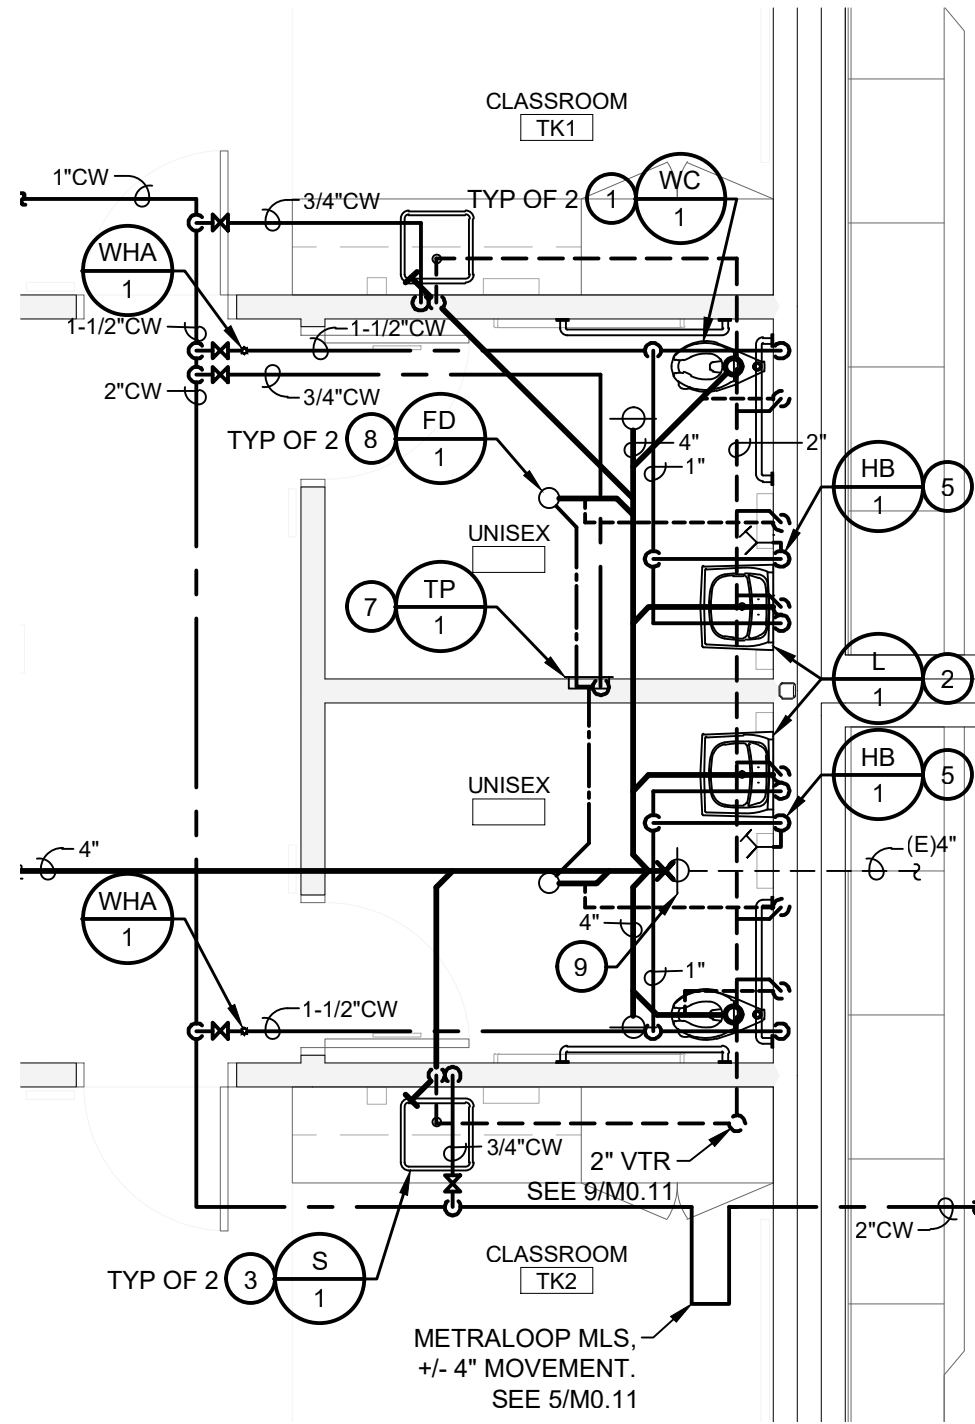 CLASSROOM
TK1
1"CW
3/4"CW
TYP OF 2
1
WC
1
WHA
1
1-1/2"CW
1-1/2"CW
2"CW
3/4"CW
TYP OF 2
8
FD
1
4"
2"
1"
HB
1
5
UNISEX
7
TP
1
L
1
2
HB
1
5
UNISEX
4"
(E)4"
WHA
1
4"
9
1"
1-1/2"CW
3/4"CW
2" VTR
SEE 9/M0.11
2"CW
TYP OF 2
3
S
1
CLASSROOM
TK2
METRALOOP MLS,
+/- 4" MOVEMENT.
SEE 5/M0.11